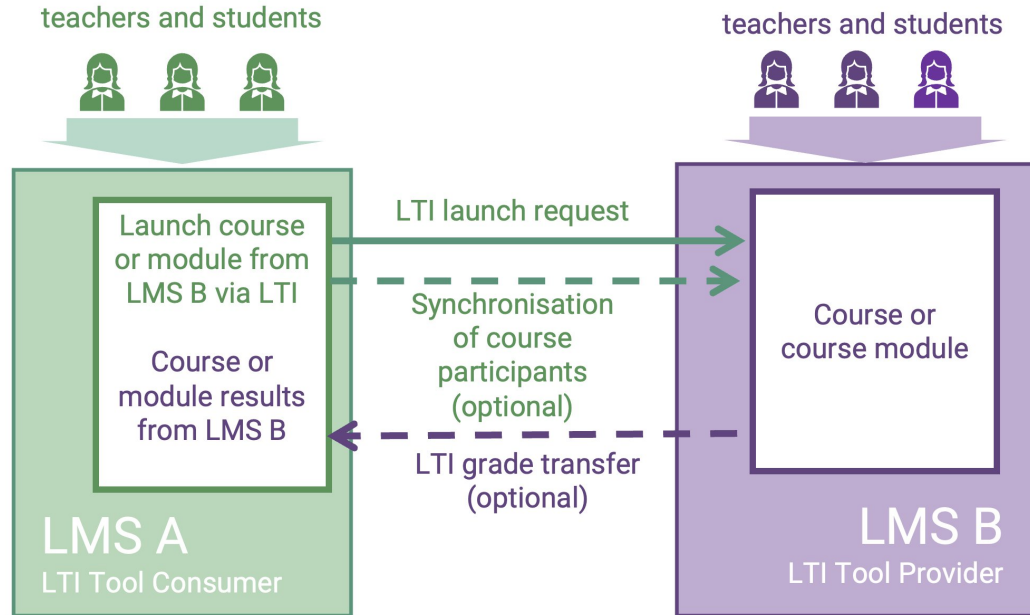 teachers and students
teachers and students
Launch course
or module from
LMS B via LTI
Course or
module results
from LMS B
LMS A
LTI Tool Consumer
LTI launch request
Synchronisation
of course
participants
(optional)
LTI grade transfer
(optional)
Course or
course module
LMS B
LTI Tool Provider